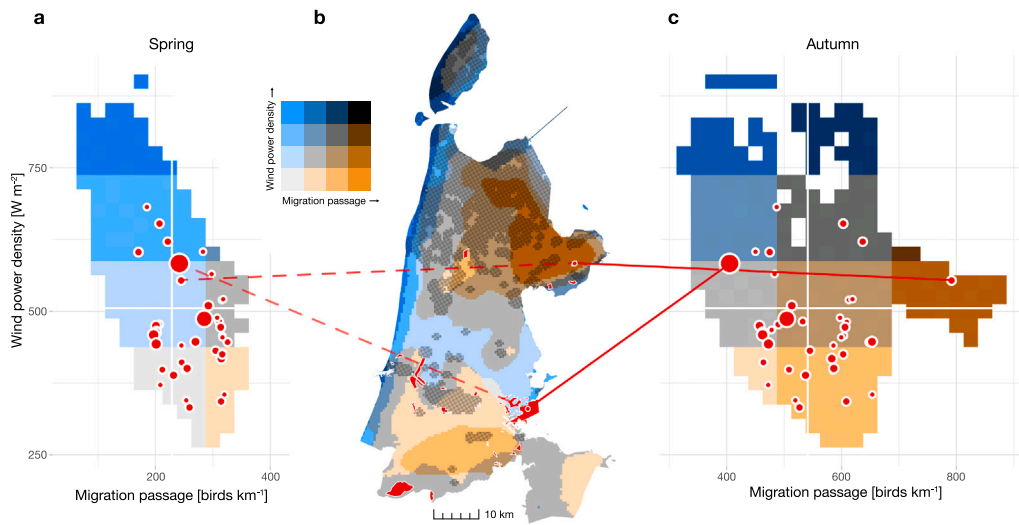 a
b
c
Spring
Autumn
Wind power density →
Migration passage →
Wind power density [W m⁻²]
750
500
250
200
400
Migration passage [birds km⁻¹]
10 km
400
600
800
Migration passage [birds km⁻¹]